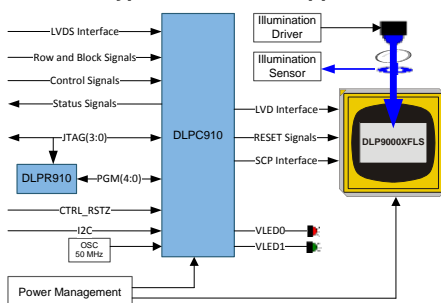 LVDS Interface
Row and Block Signals
Control Signals
Status Signals
JTAG(3:0)
DLPR910
PGM(4:0)
CTRL_RSTZ
I2C
OSC
50 MHz
Power Management
DLPC910
Illumination
Driver
Illumination
Sensor
LVD Interface
RESET Signals
SCP Interface
VLED0
VLED1
DLP9000XFLS